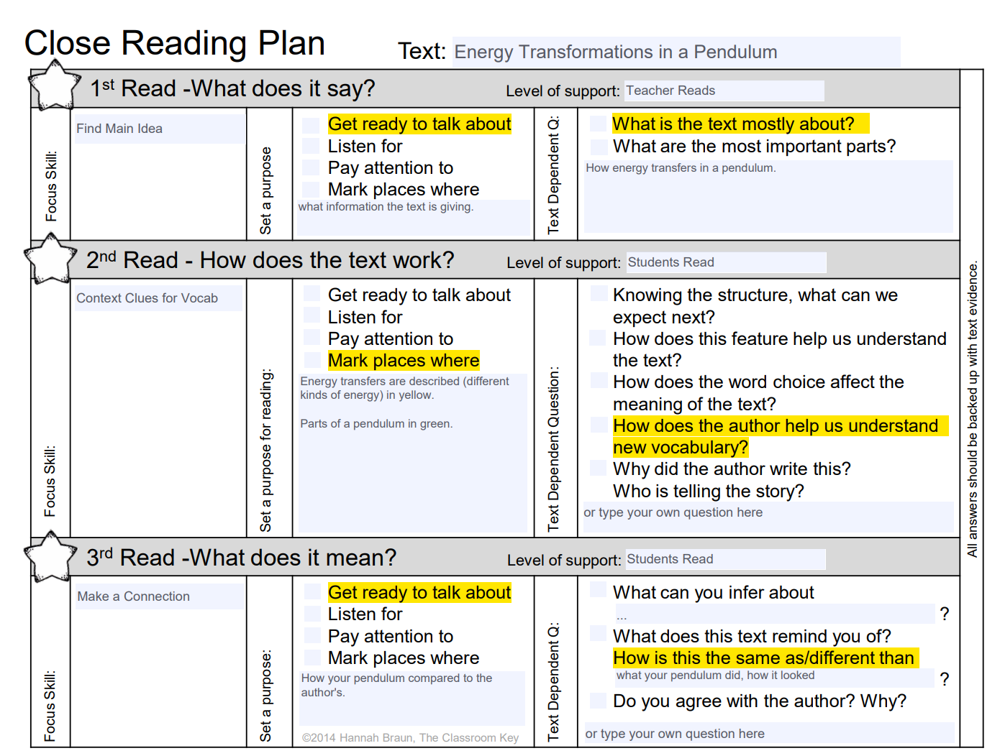 Close Reading Plan
Text: Energy Transformations in a Pendulum
1st Read -What does it say?
Level of support: Teacher Reads
Focus Skill:
Find Main Idea
Set a purpose
Get ready to talk about
Listen for
Pay attention to
Mark places where
what information the text is giving.
Text Dependent Q:
What is the text mostly about?
What are the most important parts?
How energy transfers in a pendulum.
2nd Read - How does the text work?
Level of support: Students Read
Focus Skill:
Context Clues for Vocab
Set a purpose for reading:
Get ready to talk about
Listen for
Pay attention to
Mark places where
Energy transfers are described (different
kinds of energy) in yellow.
Parts of a pendulum in green.
Text Dependent Question:
Knowing the structure, what can we
expect next?
How does this feature help us understand
the text?
How does the word choice affect the
meaning of the text?
How does the author help us understand
new vocabulary?
Why did the author write this?
Who is telling the story?
or type your own question here
3rd Read -What does it mean?
Level of support: Students Read
Focus Skill:
Make a Connection
Set a purpose:
Get ready to talk about
Listen for
Pay attention to
Mark places where
How your pendulum compared to the
author's.
©2014 Hannah Braun, The Classroom Key
Text Dependent Q:
What can you infer about
... ?
What does this text remind you of?
How is this the same as/different than
what your pendulum did, how it looked ?
Do you agree with the author? Why?
or type your own question here
All answers should be backed up with text evidence.